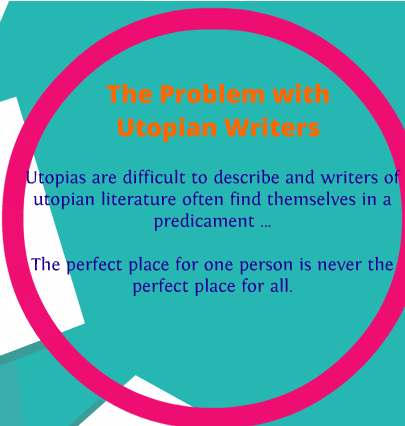 The Problem with
Utopian Writers
Utopias are difficult to describe and writers of
utopian literature often find themselves in a
predicament ...
The perfect place for one person is never the
perfect place for all.